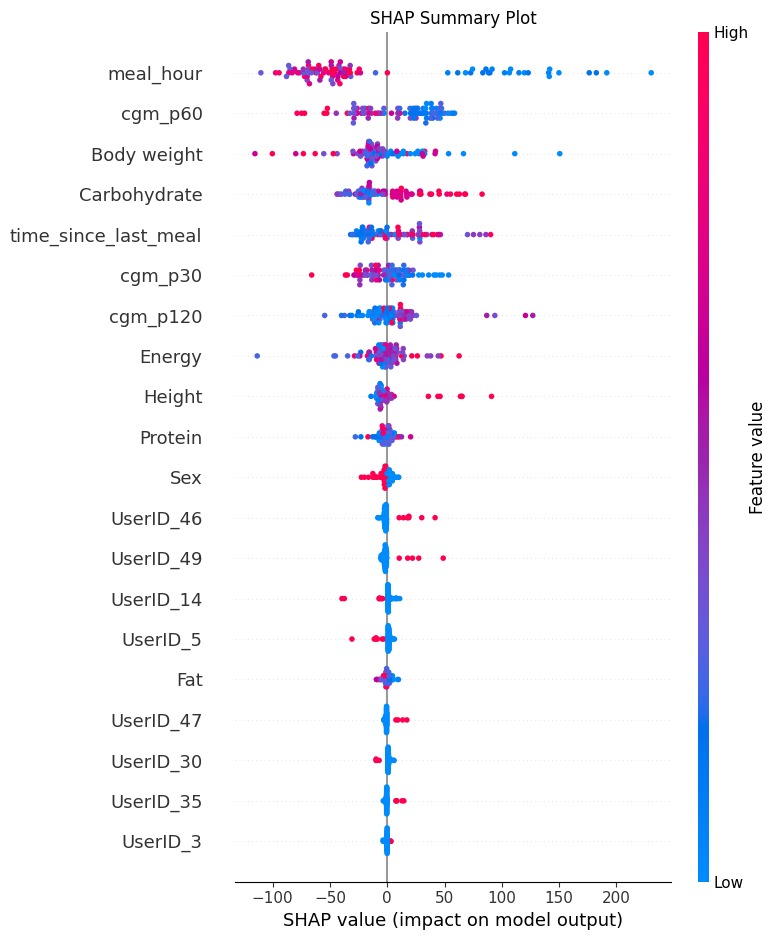 SHAP Summary Plot
High
meal_hour
cgm_p60
Body weight
Carbohydrate
time_since_last_meal
cgm_p30
cgm_p120
Energy
Height
Protein
Sex
UserID_46
UserID_49
UserID_14
UserID_5
Fat
UserID_47
UserID_30
UserID_35
UserID_3
Feature value
Low
−100 −50 0 50 100 150 200
SHAP value (impact on model output)